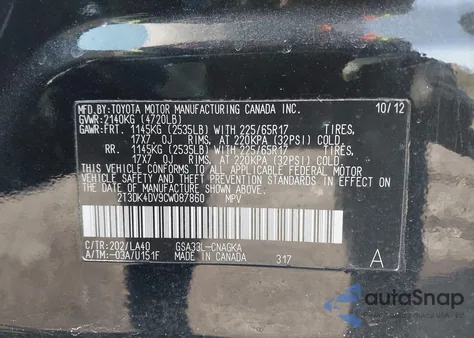 MFD.BY:TOYOTA MOTOR MANUFACTURING CANADA INC. 10/12
GVWR:2140KG (4720LB)
GAWR:FRT. 1145KG (2535LB) WITH 225/65R17 TIRES,
17X7.0J RIMS, AT 220KPA (32PSI) COLD
RR. 1145KG (2535LB) WITH 225/65R17 TIRES,
17X7.0J RIMS, AT 220KPA (32PSI) COLD
THIS VEHICLE CONFORMS TO ALL APPLICABLE FEDERAL MOTOR
VEHICLE SAFETY AND THEFT PREVENTION STANDARDS IN EFFECT
ON THE DATE OF MANUFACTURE SHOWN ABOVE.
2T3DK4DV9CW087860 MPV
C/TR:202/LA40 GSA33L-CNAGKA
A/TM:-03A/U151F MADE IN CANADA 317 A
autoSnap